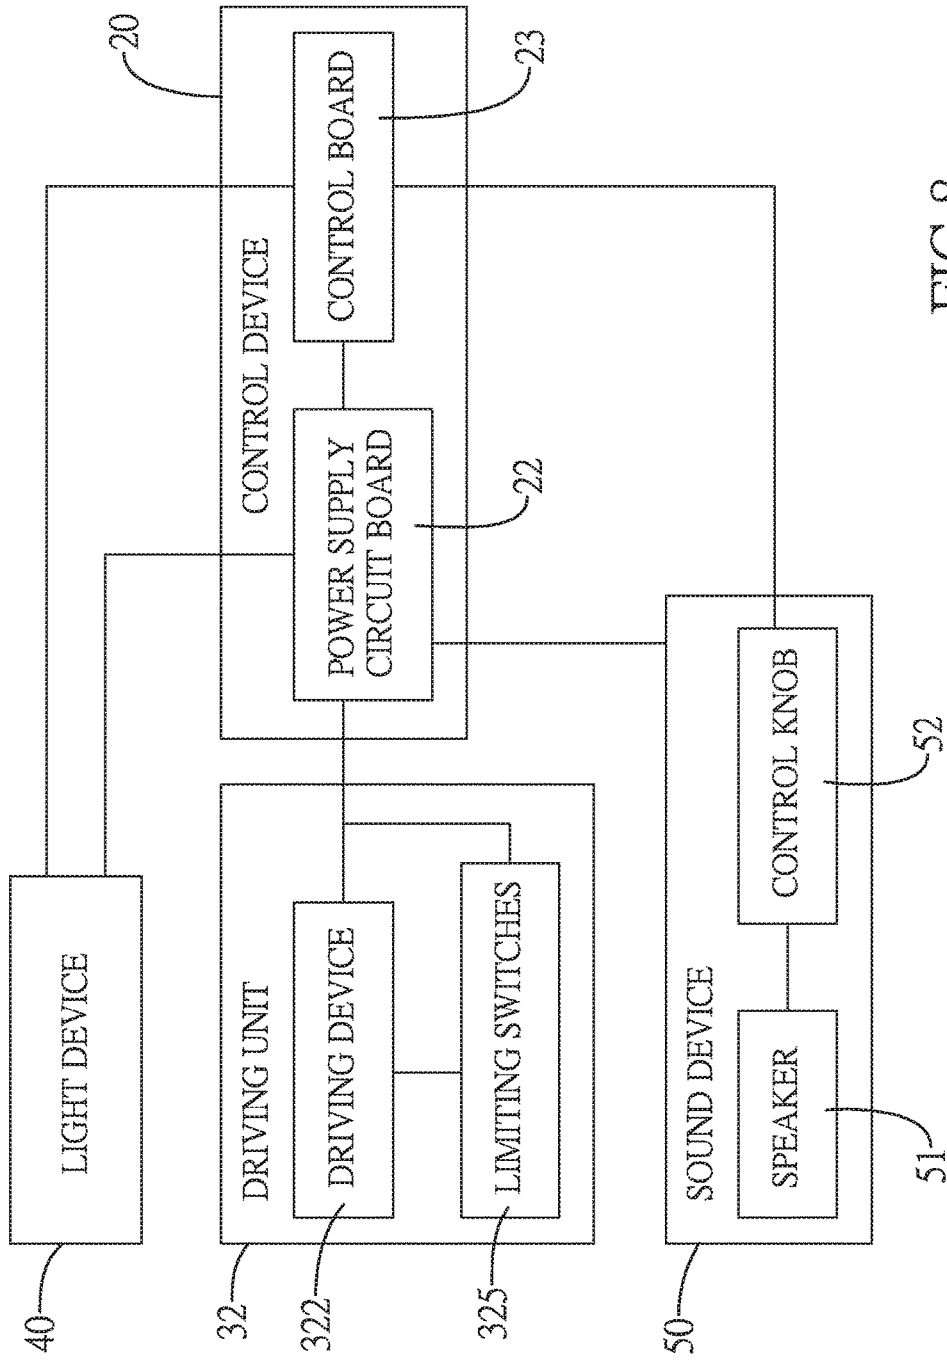 40
LIGHT DEVICE
32
DRIVING UNIT
322
DRIVING DEVICE
325
LIMITING SWITCHES
20
CONTROL DEVICE
POWER SUPPLY
CIRCUIT BOARD
22
CONTROL BOARD
23
50
SOUND DEVICE
SPEAKER
51
CONTROL KNOB
52